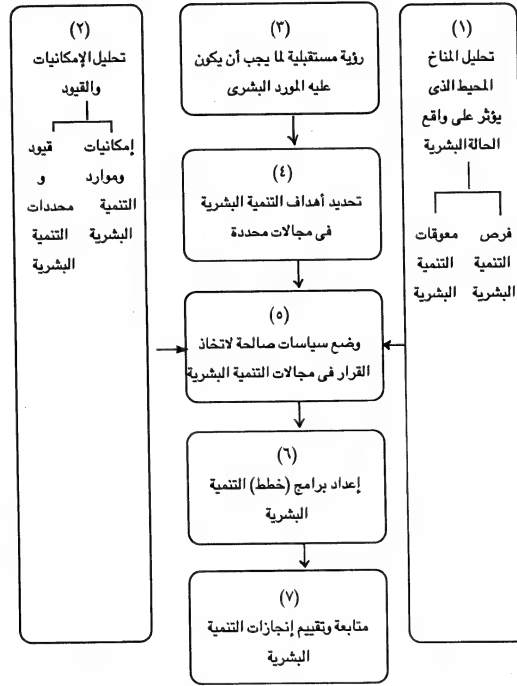 (١)
تحليل المناخ
المحيط الذى
يؤثر على واقع
الحالة البشرية
فرص معوقات
التنمية التنمية
البشرية البشرية
(٢)
تحليل الإمكانيات
والقيود
إمكانيات قيود
وموارد و
التنمية محددات
البشرية التنمية
البشرية
(٣)
رؤية مستقبلية لما يجب أن يكون
عليه المورد البشرى
(٤)
تحديد أهداف التنمية البشرية
فى مجالات محددة
(٥)
وضع سياسات صالحة لاتخاذ
القرار فى مجالات التنمية البشرية
(٦)
إعداد برامج (خطط) التنمية
البشرية
(٧)
متابعة وتقييم إنجازات التنمية
البشرية